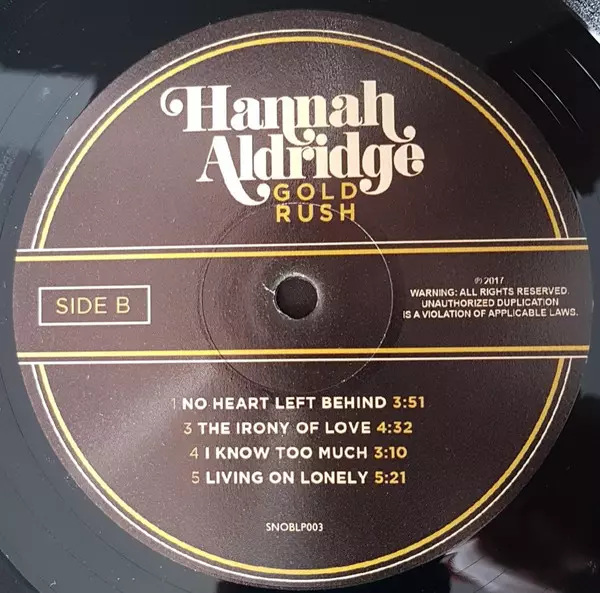 Hannah
Aldridge
GOLD
RUSH
SIDE B
℗ 2017
WARNING: ALL RIGHTS RESERVED.
UNAUTHORIZED DUPLICATION
IS A VIOLATION OF APPLICABLE LAWS.
1 NO HEART LEFT BEHIND 3:51
3 THE IRONY OF LOVE 4:32
4 I KNOW TOO MUCH 3:10
5 LIVING ON LONELY 5:21
SNOBLP003